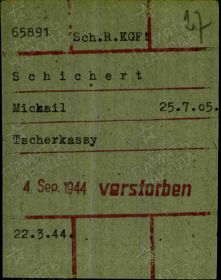 65891 Sch.R.KGF! 17
Schichert
Michail 25.7.05.
Tscherkassy
4. Sep. 1944 verstorben
22.3.44.